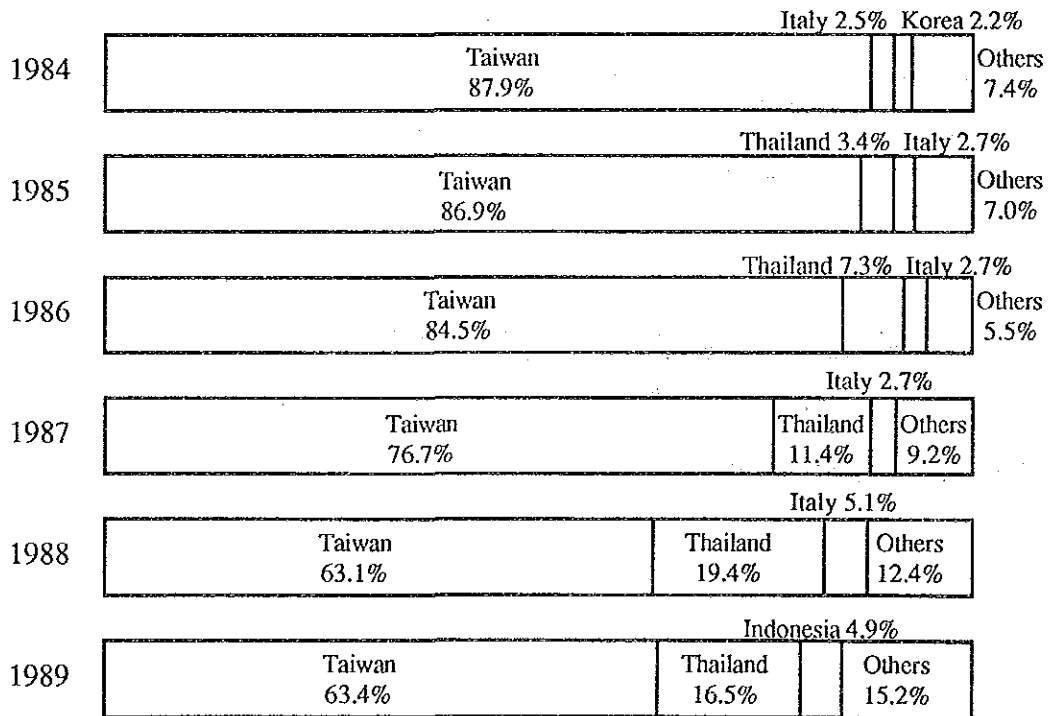 Italy 2.5% Korea 2.2%
1984
Taiwan
87.9%
Others
7.4%
Thailand 3.4% Italy 2.7%
1985
Taiwan
86.9%
Others
7.0%
Thailand 7.3% Italy 2.7%
1986
Taiwan
84.5%
Others
5.5%
Italy 2.7%
1987
Taiwan
76.7%
Thailand
11.4%
Others
9.2%
Italy 5.1%
1988
Taiwan
63.1%
Thailand
19.4%
Others
12.4%
Indonesia 4.9%
1989
Taiwan
63.4%
Thailand
16.5%
Others
15.2%